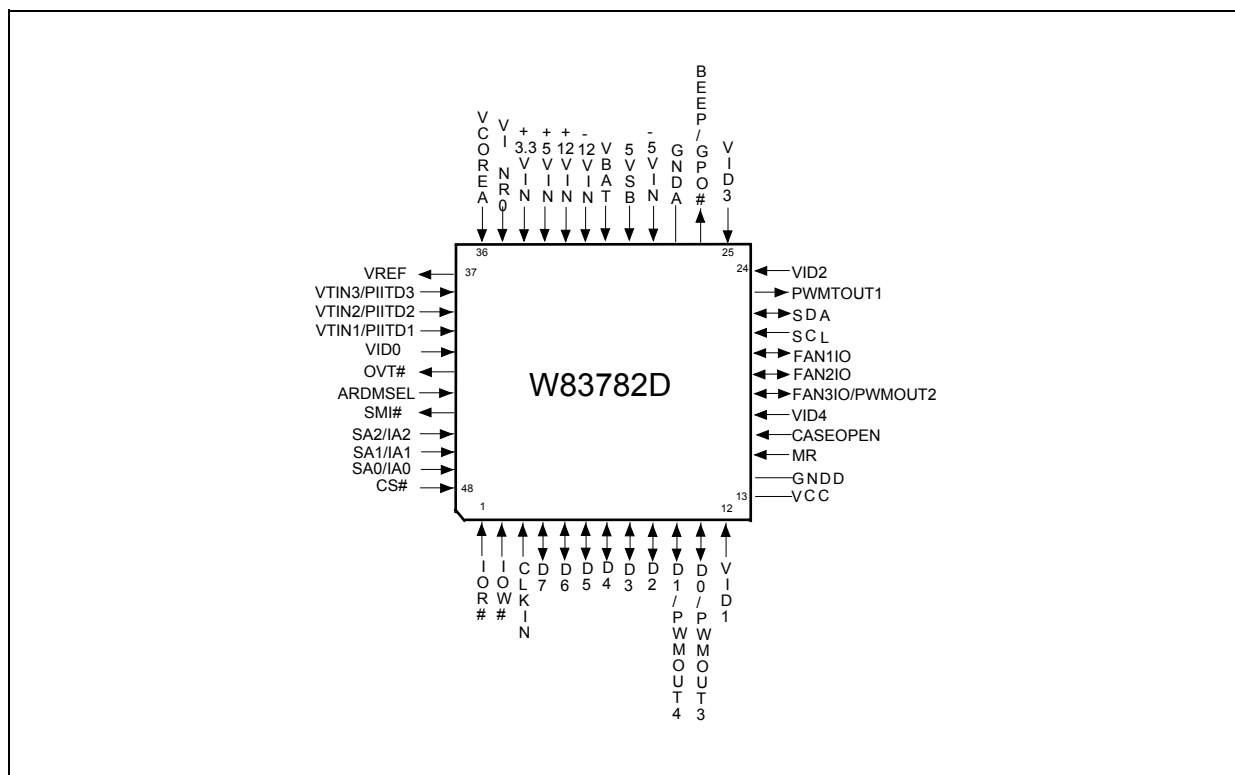 VCOREA
VI NR0
+3.3VIN
+5VIN
+12VIN
-12VIN
VBAT
5VSB
-5VIN
GNDA
BEEP/GPO#
VID3
36
25
37
24
VREF
VTIN3/PIITD3
VTIN2/PIITD2
VTIN1/PIITD1
VID0
OVT#
ARDMSEL
SMI#
SA2/IA2
SA1/IA1
SA0/IA0
CS#
W83782D
VID2
PWMTOUT1
SDA
SCL
FAN1IO
FAN2IO
FAN3IO/PWMOUT2
VID4
CASEOPEN
MR
GNDD
VCC
48
13
1
12
IOR#
IOW#
CLKIN
D7
D6
D5
D4
D3
D2
D1/PWMOUT4
D0/PWMOUT3
VID1